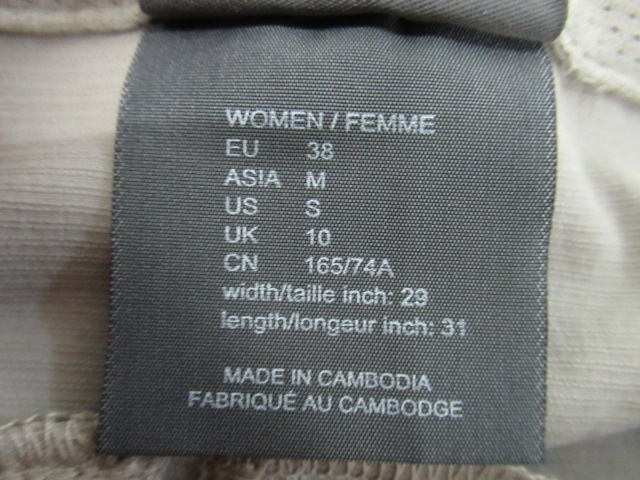 WOMEN / FEMME
EU 38
ASIA M
US S
UK 10
CN 165/74A
width/taille inch: 29
length/longeur inch: 31
MADE IN CAMBODIA
FABRIQUÉ AU CAMBODGE